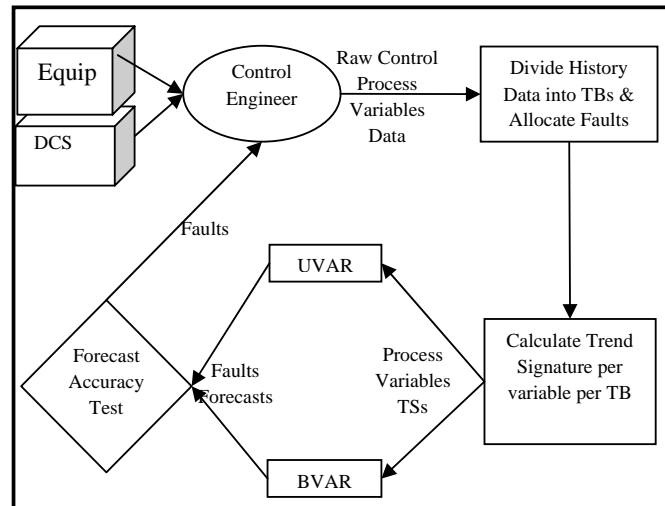 Equip
DCS
Control
Engineer
Raw Control
Process
Variables
Data
Divide History
Data into TBs &
Allocate Faults
Faults
UVAR
Calculate Trend
Signature per
variable per TB
Process
Variables
TSs
Faults
Forecasts
Forecast
Accuracy
Test
BVAR